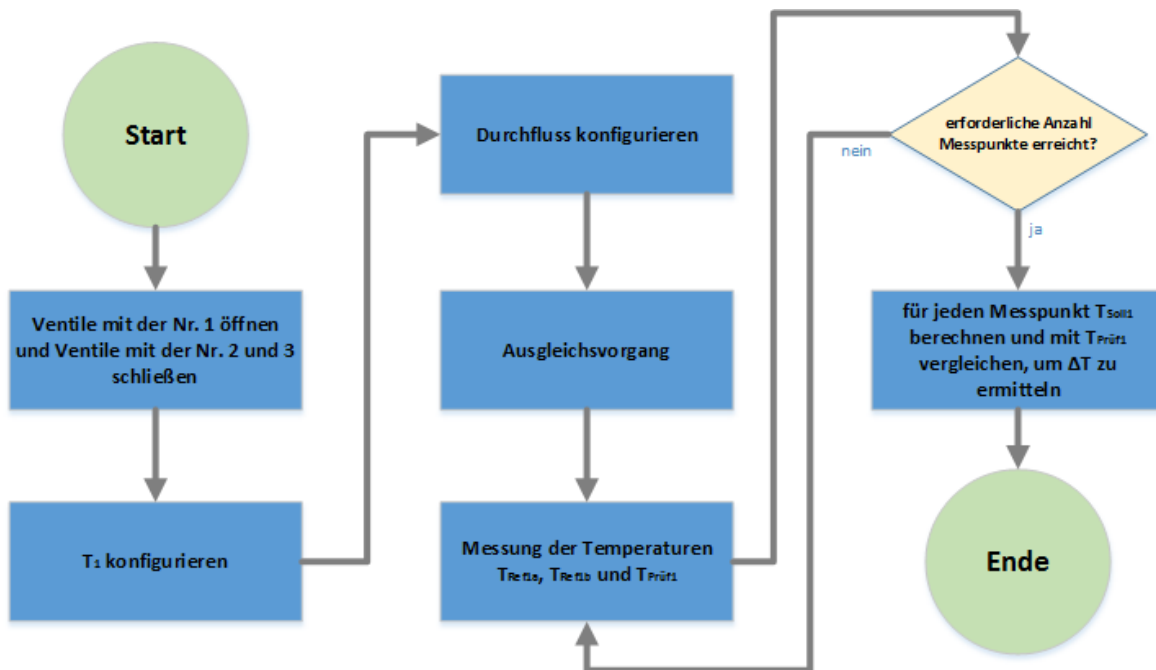 Start
Ventile mit der Nr. 1 öffnen
und Ventile mit der Nr. 2 und 3
schließen
T₁ konfigurieren
Durchfluss konfigurieren
Ausgleichsvorgang
Messung der Temperaturen
TRef1a, TRef1b und TPrüf1
erforderliche Anzahl
Messpunkte erreicht?
nein
ja
für jeden Messpunkt TSoll1
berechnen und mit TPrüf1
vergleichen, um ΔT zu
ermitteln
Ende